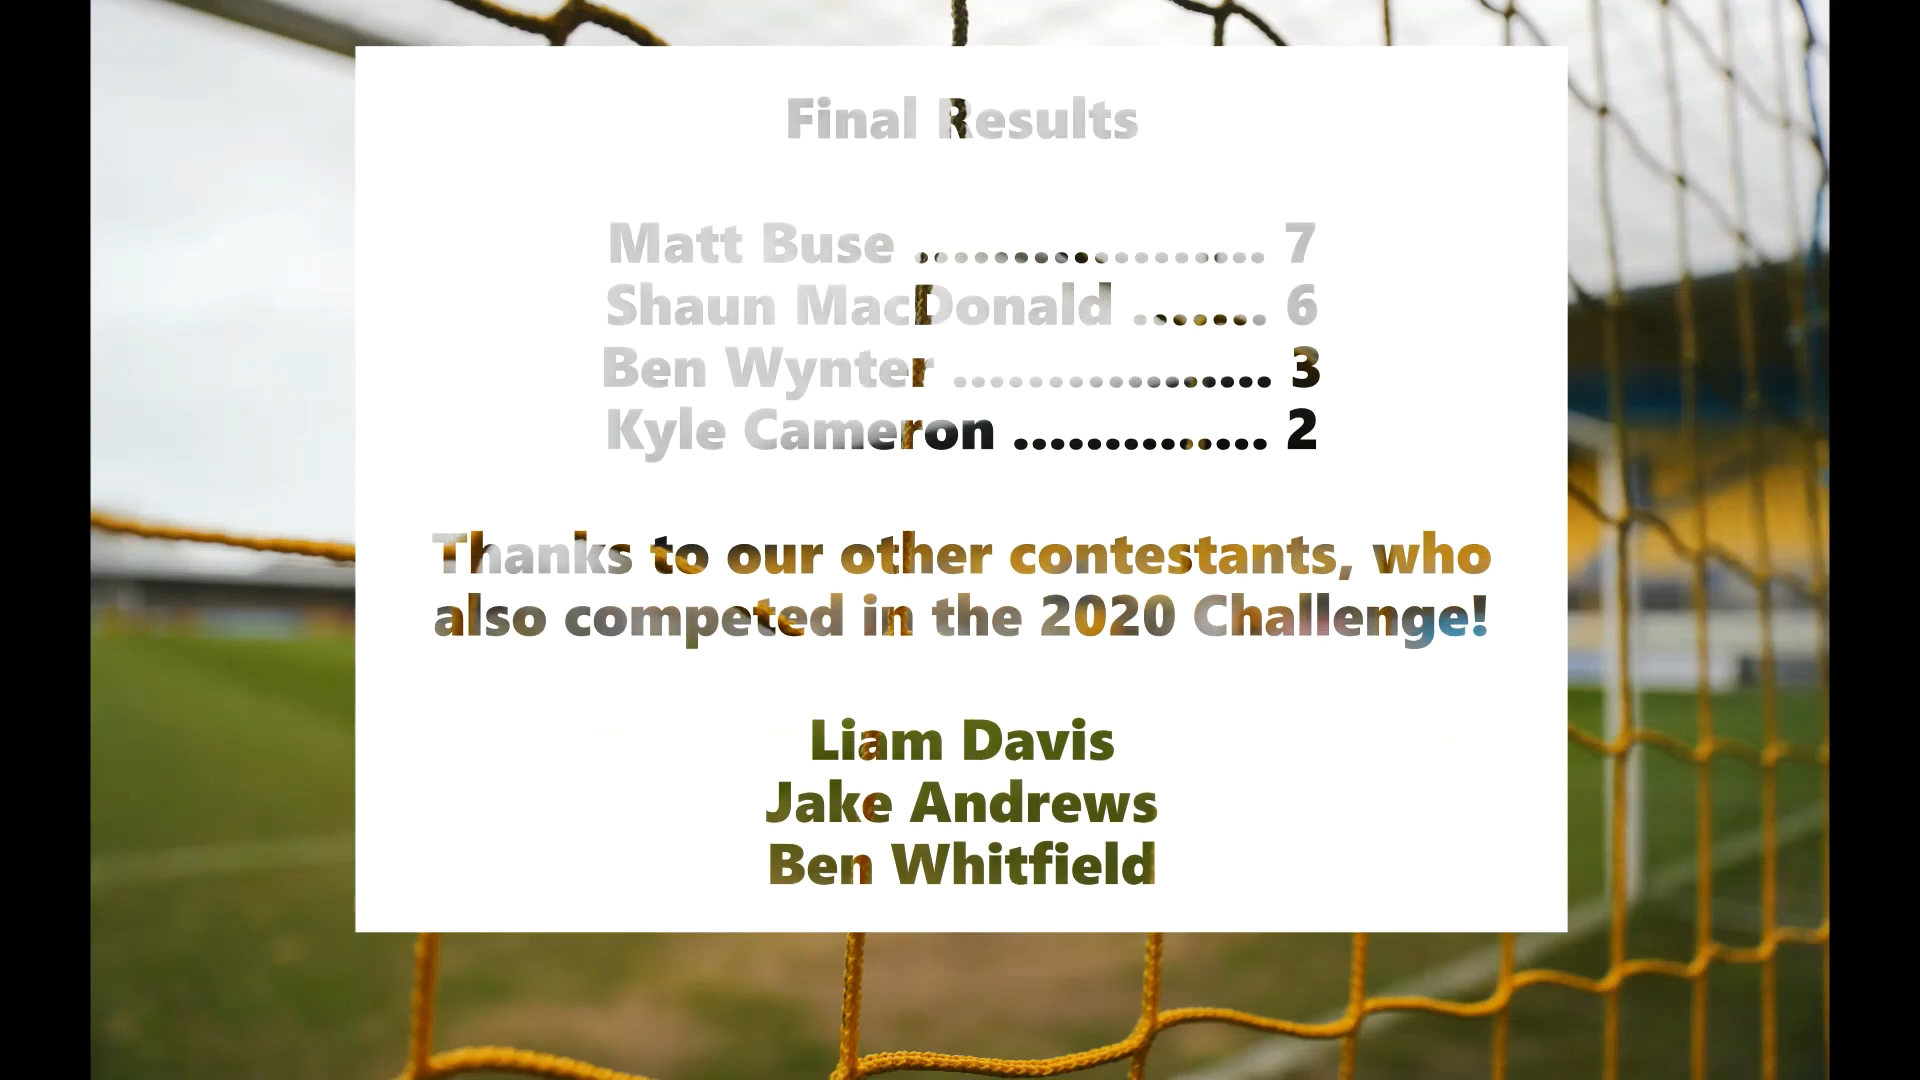 Final Results
Matt Buse ................... 7
Shaun MacDonald ....... 6
Ben Wynter ................. 3
Kyle Cameron .............. 2
Thanks to our other contestants, who
also competed in the 2020 Challenge!
Liam Davis
Jake Andrews
Ben Whitfield